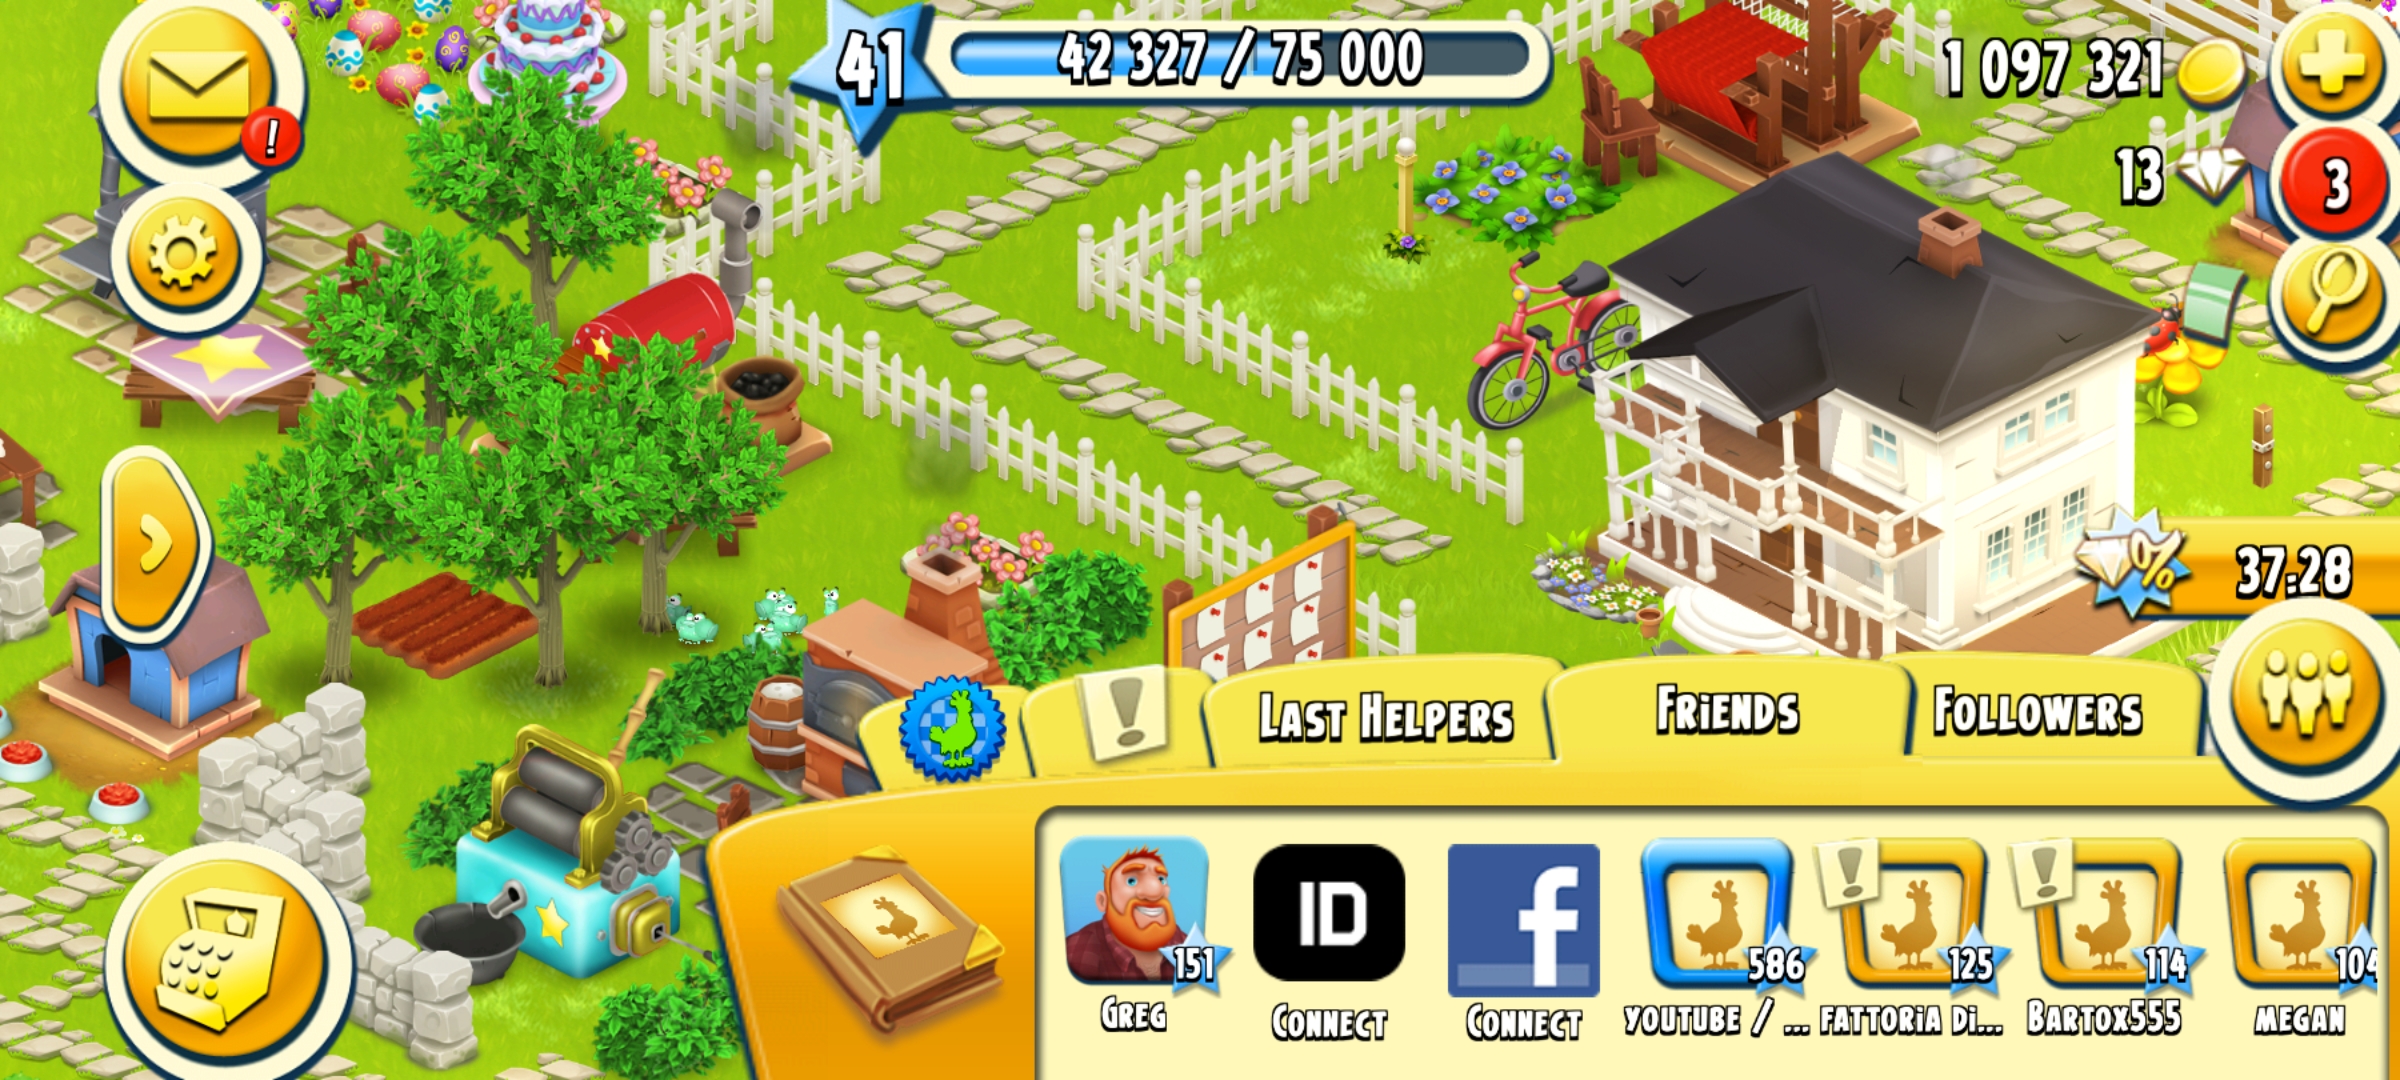 41
42 327 / 75 000
1 097 321
13
3
!
%
37:28
!
LAST HELPERS
FRIENDS
FOLLOWERS
151
GREG
ID
CONNECT
f
CONNECT
586
YOUTUBE / ...
!
125
FATTORIA DI...
!
114
BARTOX555
104
MEGAN